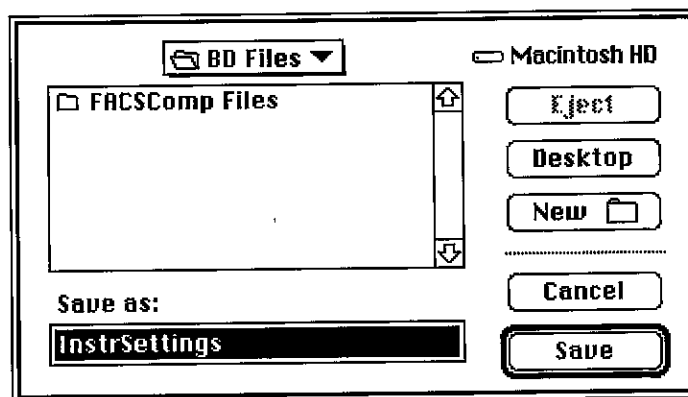 BD Files
Macintosh HD
FACSComp Files
Eject
Desktop
New
Save as:
Cancel
InstrSettings
Save